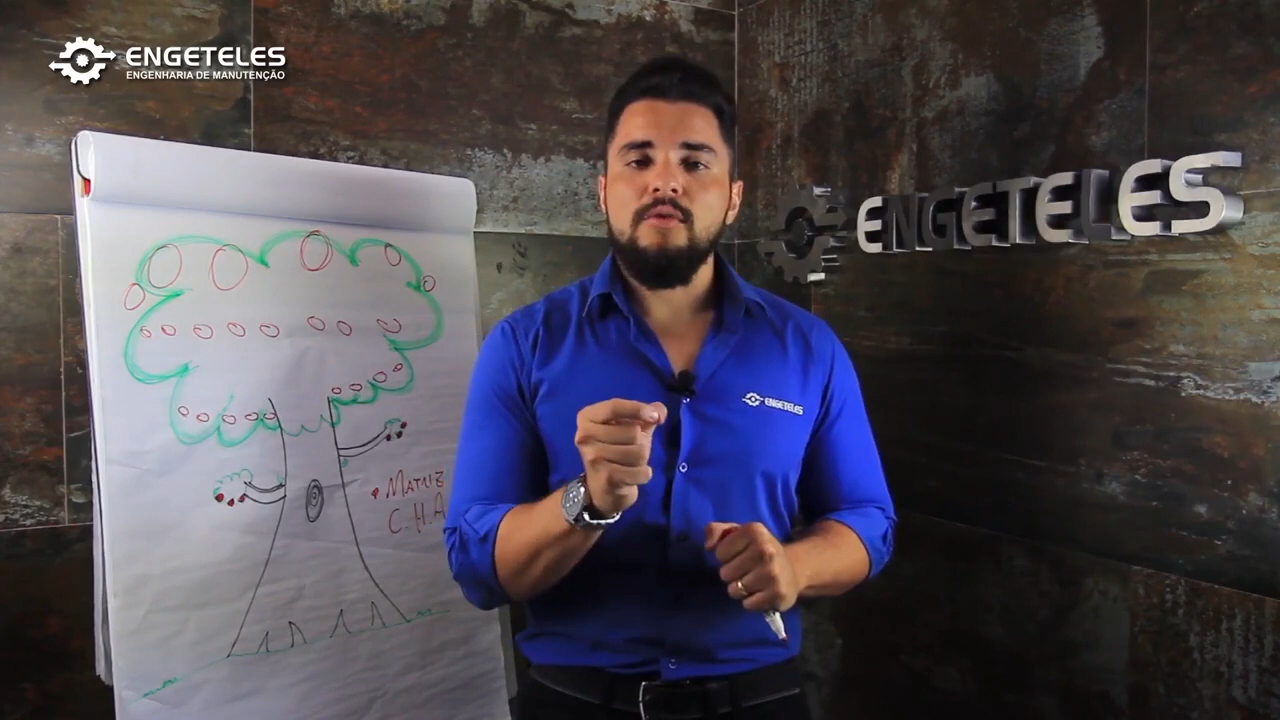 ENGETELES
ENGENHARIA DE MANUTENÇÃO
ENGETELES
ENGETELES
MATRIZ
C.H.A